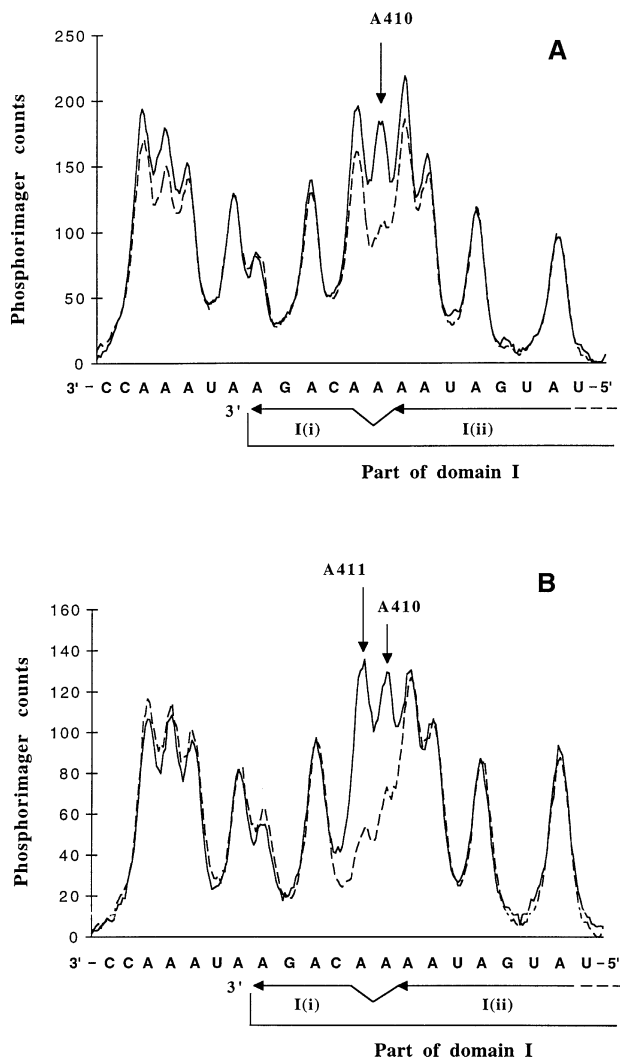 A410
A
250
200
150
100
50
0
Phosphorimager counts
3' – C C A A A U A A G A C A A A A U A G U A U – 5'
3'
I(i)
I(ii)
Part of domain I
A411
A410
B
160
140
120
100
80
60
40
20
0
Phosphorimager counts
3' – C C A A A U A A G A C A A A A U A G U A U – 5'
3'
I(i)
I(ii)
Part of domain I